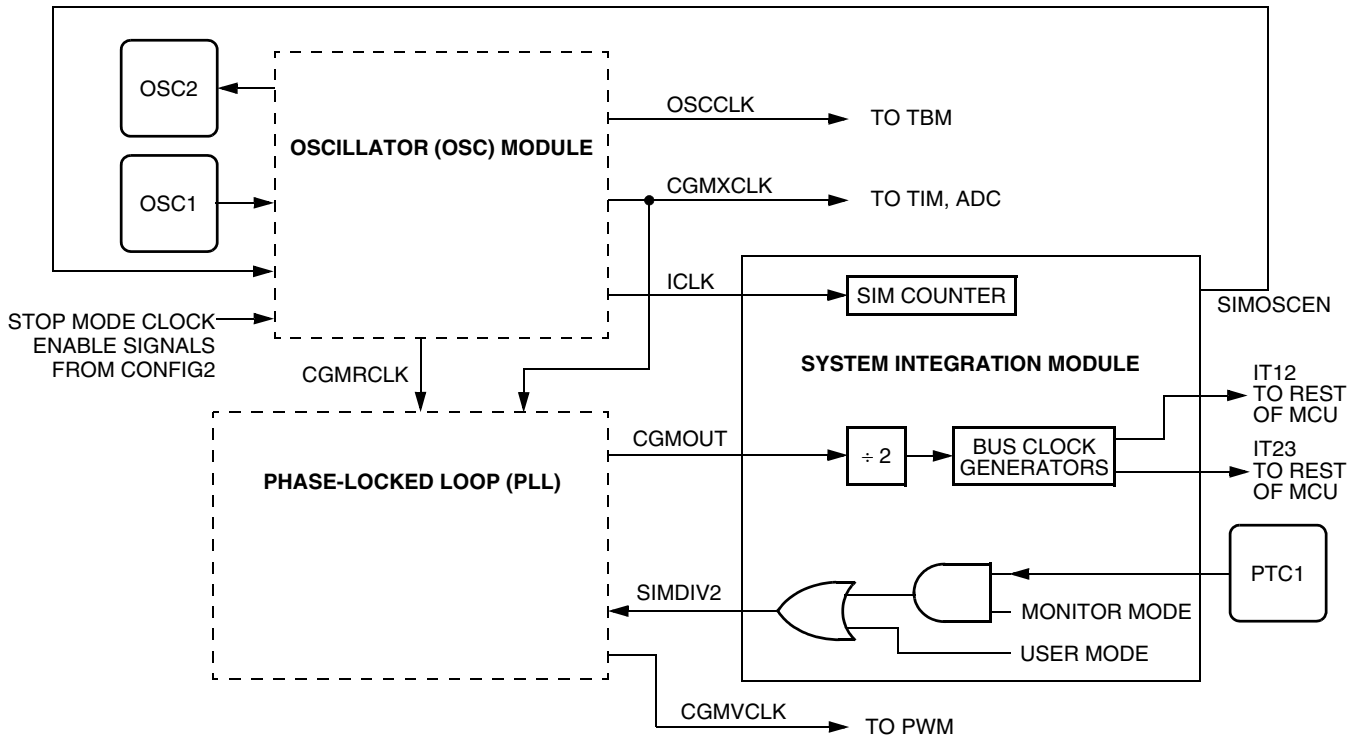 OSC2
OSCCLK
TO TBM
OSCILLATOR (OSC) MODULE
OSC1
CGMXCLK
TO TIM, ADC
ICLK
SIM COUNTER
SIMOSCEN
STOP MODE CLOCK
ENABLE SIGNALS
FROM CONFIG2
CGMRCLK
SYSTEM INTEGRATION MODULE
IT12
TO REST
OF MCU
CGMOUT
÷ 2
BUS CLOCK
GENERATORS
IT23
TO REST
OF MCU
PHASE-LOCKED LOOP (PLL)
PTC1
SIMDIV2
MONITOR MODE
USER MODE
CGMVCLK
TO PWM